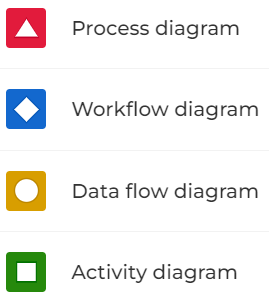 Process diagram
Workflow diagram
Data flow diagram
Activity diagram